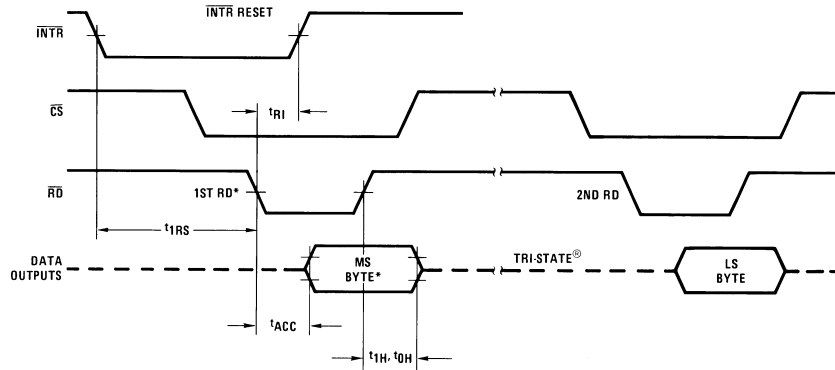 INTR RESET
INTR
tRI
CS
1ST RD*
2ND RD
RD
t1RS
DATA
OUTPUTS
MS
BYTE*
TRI-STATE®
LS
BYTE
tACC
t1H, t0H